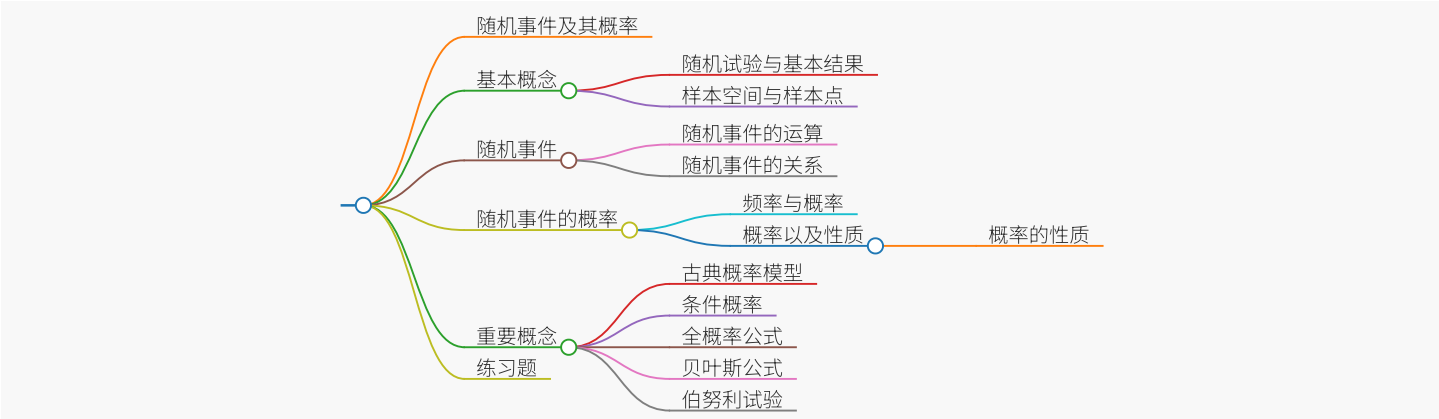 随机事件及其概率
基本概念
随机试验与基本结果
样本空间与样本点
随机事件
随机事件的运算
随机事件的关系
随机事件的概率
频率与概率
概率以及性质
概率的性质
重要概念
古典概率模型
条件概率
全概率公式
贝叶斯公式
伯努利试验
练习题